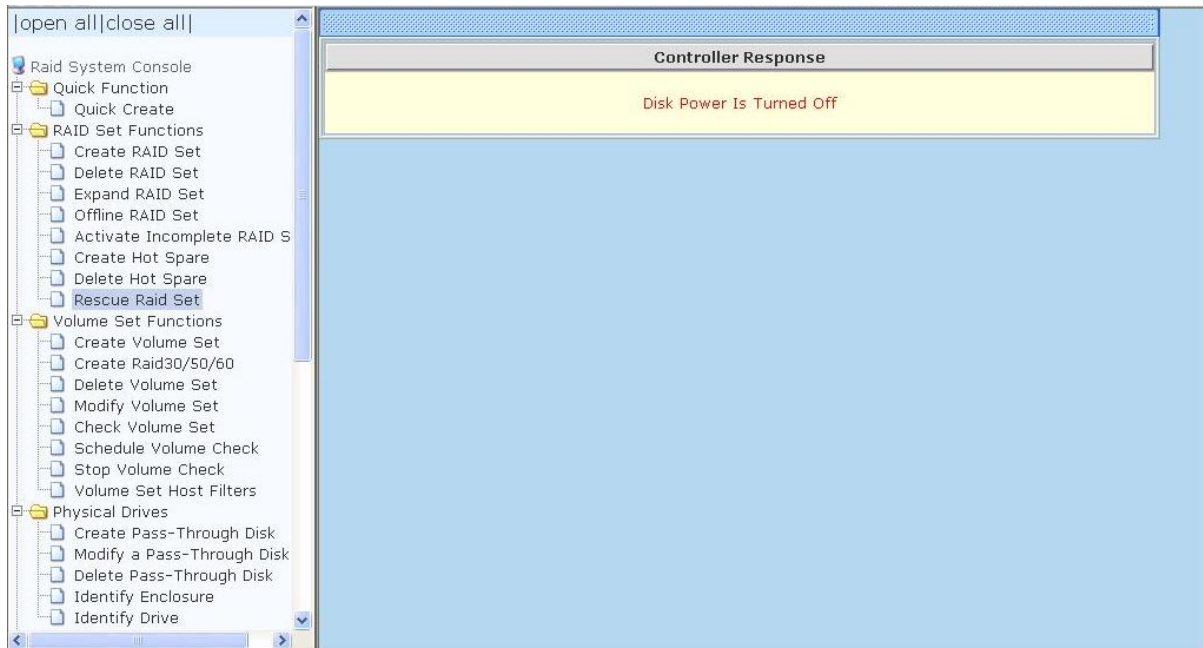 |open all|close all|
Raid System Console
Quick Function
Quick Create
RAID Set Functions
Create RAID Set
Delete RAID Set
Expand RAID Set
Offline RAID Set
Activate Incomplete RAID S
Create Hot Spare
Delete Hot Spare
Rescue Raid Set
Volume Set Functions
Create Volume Set
Create Raid30/50/60
Delete Volume Set
Modify Volume Set
Check Volume Set
Schedule Volume Check
Stop Volume Check
Volume Set Host Filters
Physical Drives
Create Pass-Through Disk
Modify a Pass-Through Disk
Delete Pass-Through Disk
Identify Enclosure
Identify Drive
Controller Response
Disk Power Is Turned Off